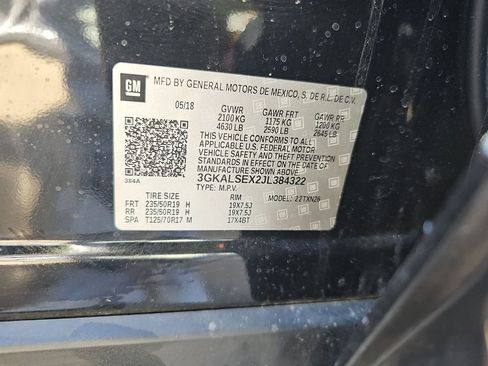 GM
MFD BY GENERAL MOTORS DE MEXICO, S. DE R.L. DE C.V.
05/18 GVWR GAWR FRT GAWR RR
2100 KG 1175 KG 1200 KG
4630 LB 2590 LB 2645 LB
THIS VEHICLE CONFORMS TO ALL
APPLICABLE U.S. FEDERAL MOTOR
VEHICLE SAFETY, BUMPER, AND
THEFT PREVENTION STANDARDS IN
EFFECT ON THE DATE OF
MANUFACTURE SHOWN ABOVE.
3GKALSEX2JL384322
TYPE: M.P.V. MODEL: 22TXN26
TIRE SIZE RIM
FRT 235/50R19 H 19X7.5J
RR 235/50R19 H 19X7.5J
SPA T125/70R17 M 17X4BT